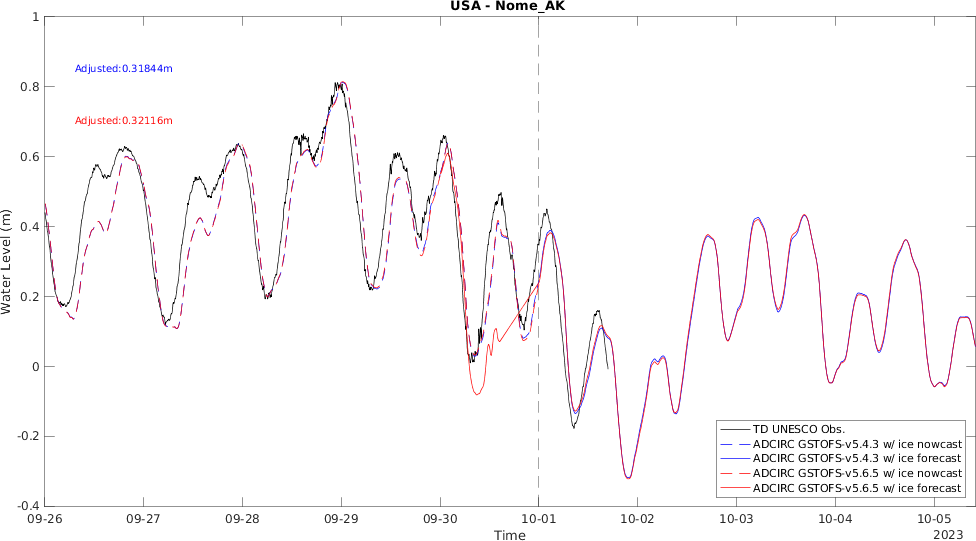 USA - Nome_AK
Adjusted:0.31844m
Adjusted:0.32116m
Water Level (m)
1
0.8
0.6
0.4
0.2
0
-0.2
-0.4
TD UNESCO Obs.
ADCIRC GSTOFS-v5.4.3 w/ ice nowcast
ADCIRC GSTOFS-v5.4.3 w/ ice forecast
ADCIRC GSTOFS-v5.6.5 w/ ice nowcast
ADCIRC GSTOFS-v5.6.5 w/ ice forecast
09-26 09-27 09-28 09-29 09-30 10-01 10-02 10-03 10-04 10-05
Time
2023